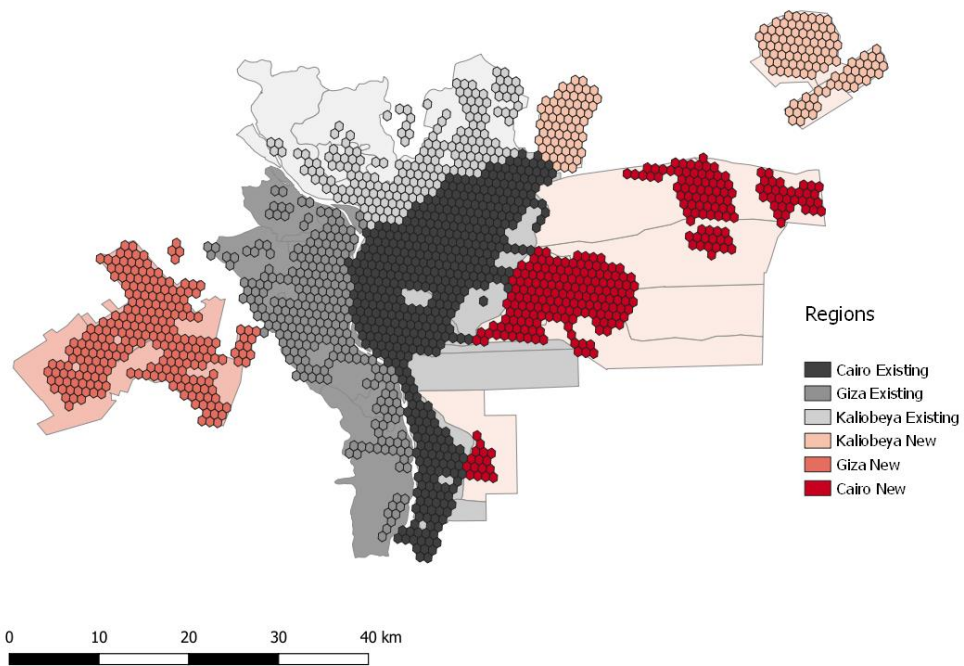 Regions
Cairo Existing
Giza Existing
Kaliobeya Existing
Kaliobeya New
Giza New
Cairo New
0 10 20 30 40 km